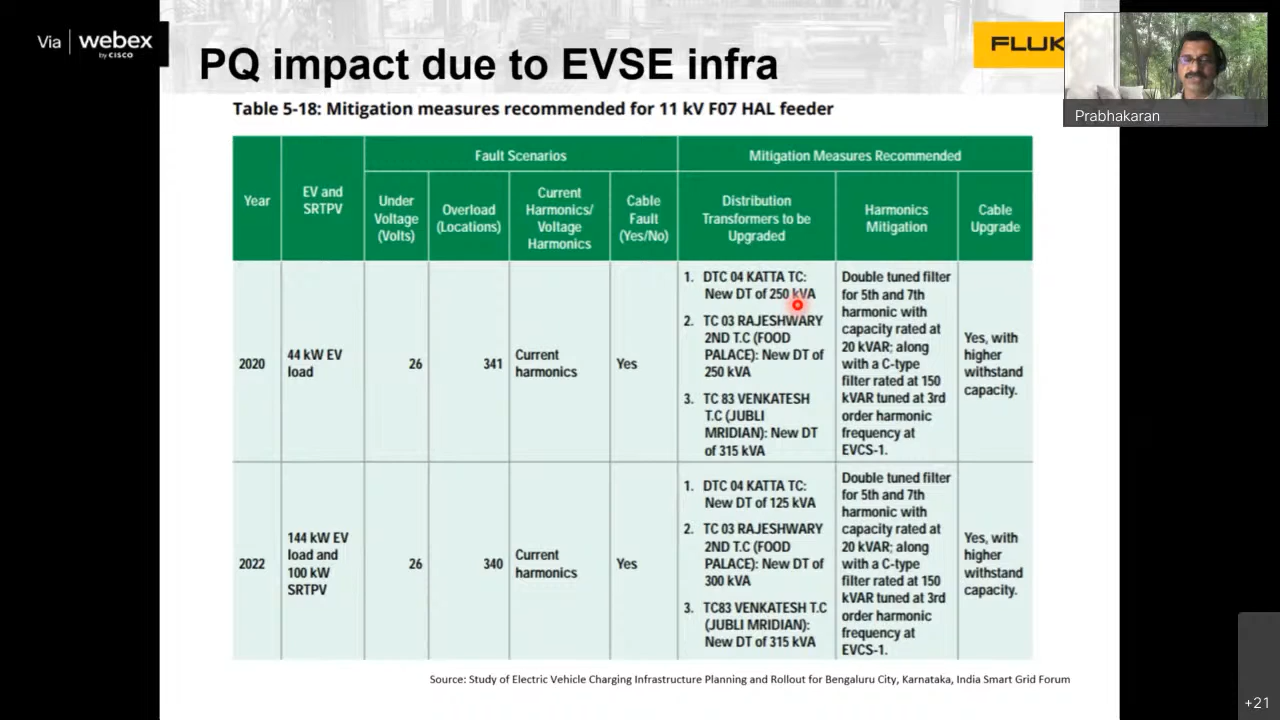 Via | webex
by CISCO
PQ impact due to EVSE infra
FLUK
Prabhakaran
Table 5-18: Mitigation measures recommended for 11 kV F07 HAL feeder
Year
EV and
SRTPV
Fault Scenarios
Under
Voltage
(Volts)
Overload
(Locations)
Current
Harmonics/
Voltage
Harmonics
Cable
Fault
(Yes/No)
Mitigation Measures Recommended
Distribution
Transformers to be
Upgraded
Harmonics
Mitigation
Cable
Upgrade
2020
44 kW EV
load
26
341
Current
harmonics
Yes
1. DTC 04 KATTA TC:
New DT of 250 kVA
2. TC 03 RAJESHWARY
2ND T.C (FOOD
PALACE): New DT of
250 kVA
3. TC 83 VENKATESH
T.C (JUBLI
MRIDIAN): New DT
of 315 kVA
Double tuned filter
for 5th and 7th
harmonic with
capacity rated at
20 kVAR; along
with a C-type
filter rated at 150
kVAR tuned at 3rd
order harmonic
frequency at
EVCS-1.
Yes, with
higher
withstand
capacity.
2022
144 kW EV
load and
100 kW
SRTPV
26
340
Current
harmonics
Yes
1. DTC 04 KATTA TC:
New DT of 125 kVA
2. TC 03 RAJESHWARY
2ND T.C (FOOD
PALACE): New DT of
300 kVA
3. TC83 VENKATESH T.C
(JUBLI MRIDIAN):
New DT of 315 kVA
Double tuned filter
for 5th and 7th
harmonic with
capacity rated at
20 kVAR; along
with a C-type
filter rated at 150
kVAR tuned at 3rd
order harmonic
frequency at
EVCS-1.
Yes, with
higher
withstand
capacity.
Source: Study of Electric Vehicle Charging Infrastructure Planning and Rollout for Bengaluru City, Karnataka, India Smart Grid Forum
+21